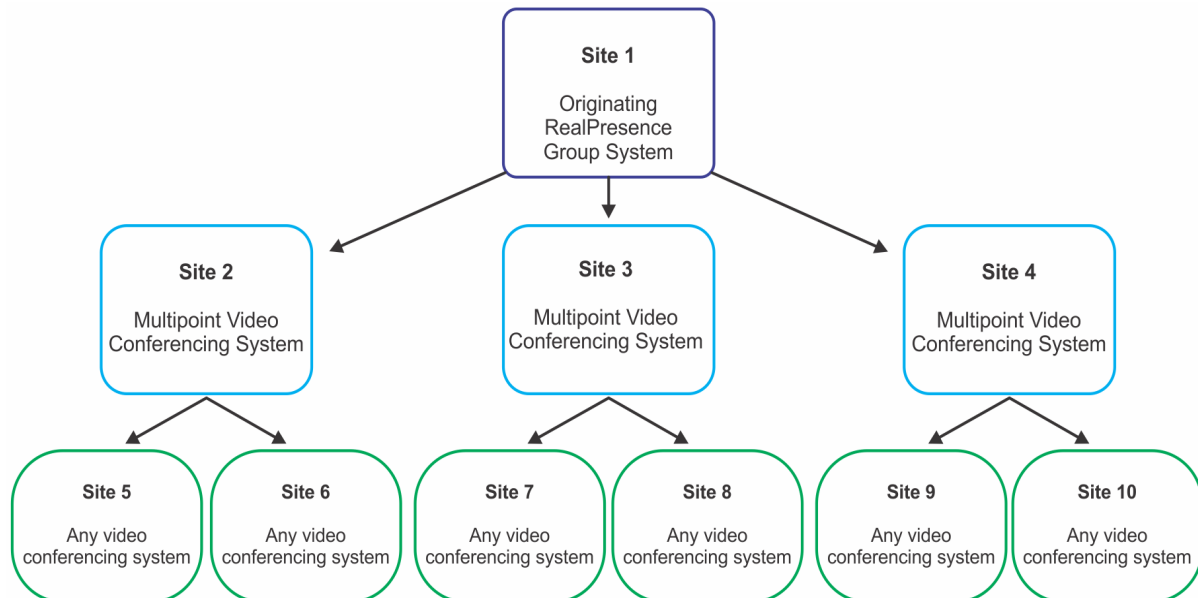 Site 1
Originating
RealPresence
Group System
Site 2
Multipoint Video
Conferencing System
Site 3
Multipoint Video
Conferencing System
Site 4
Multipoint Video
Conferencing System
Site 5
Any video
conferencing system
Site 6
Any video
conferencing system
Site 7
Any video
conferencing system
Site 8
Any video
conferencing system
Site 9
Any video
conferencing system
Site 10
Any video
conferencing system